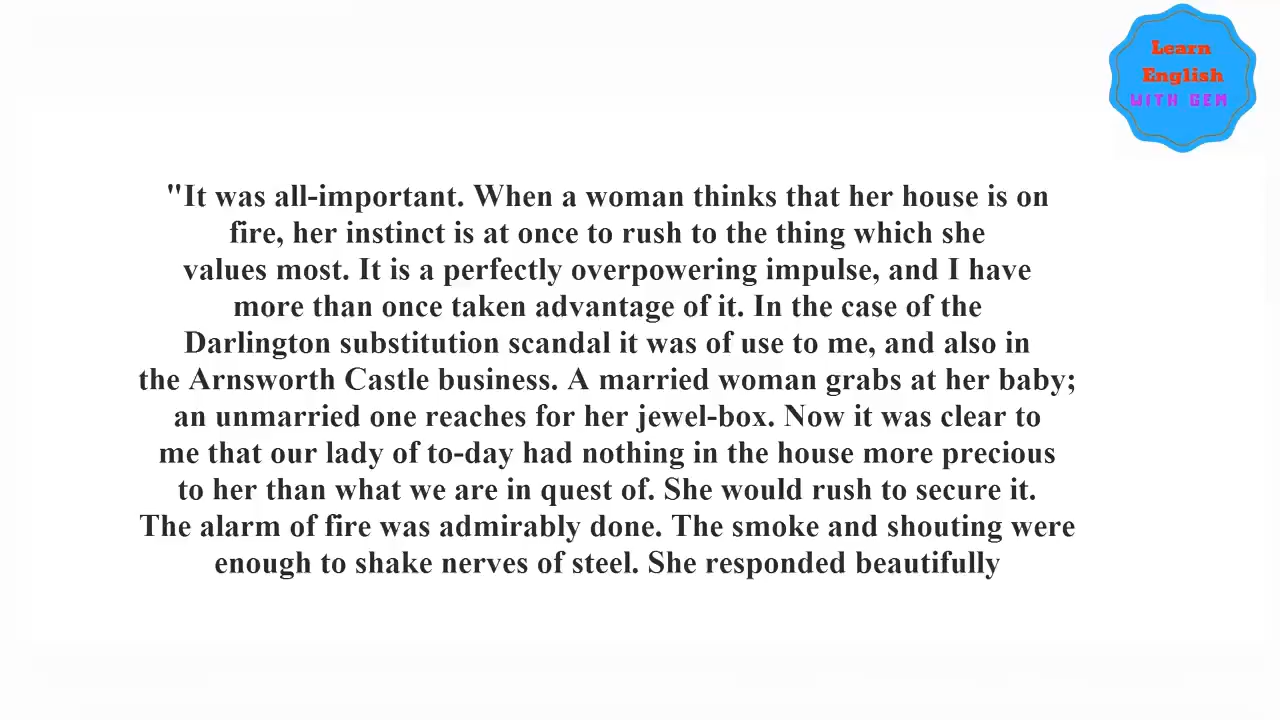 Learn
English
WITH GEM
"It was all-important. When a woman thinks that her house is on
fire, her instinct is at once to rush to the thing which she
values most. It is a perfectly overpowering impulse, and I have
more than once taken advantage of it. In the case of the
Darlington substitution scandal it was of use to me, and also in
the Arnsworth Castle business. A married woman grabs at her baby;
an unmarried one reaches for her jewel-box. Now it was clear to
me that our lady of to-day had nothing in the house more precious
to her than what we are in quest of. She would rush to secure it.
The alarm of fire was admirably done. The smoke and shouting were
enough to shake nerves of steel. She responded beautifully